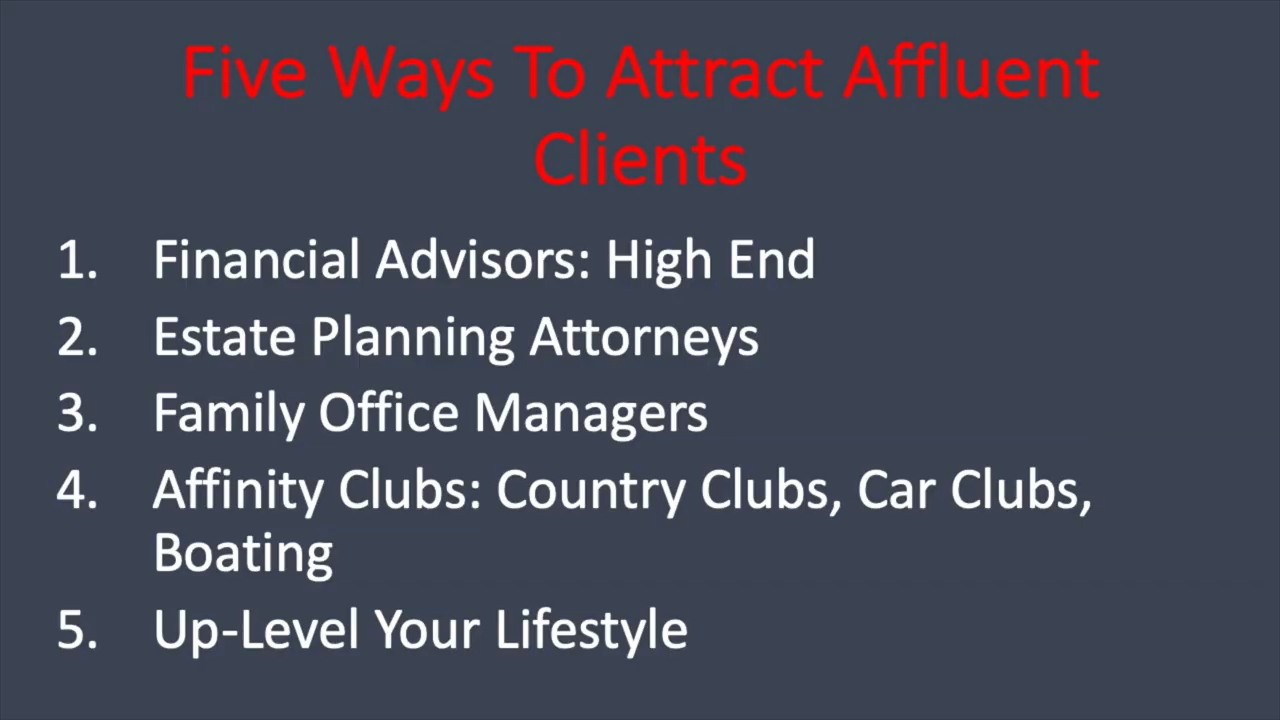 Five Ways To Attract Affluent
Clients
1. Financial Advisors: High End
2. Estate Planning Attorneys
3. Family Office Managers
4. Affinity Clubs: Country Clubs, Car Clubs,
Boating
5. Up-Level Your Lifestyle